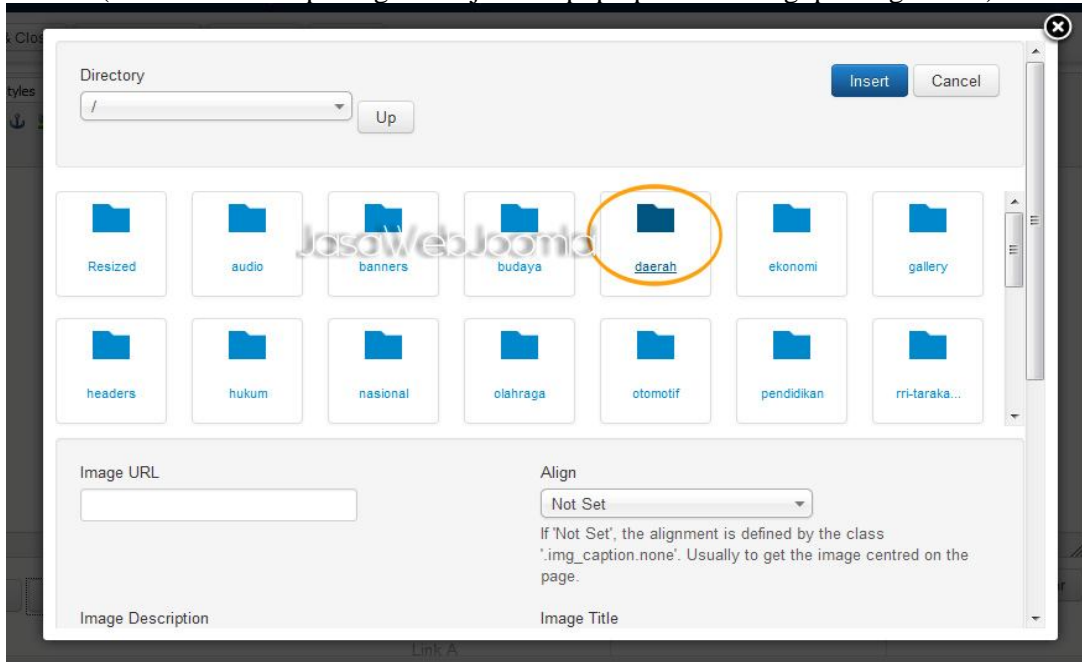 & Clos
tyles
Directory
/
Up
Insert
Cancel
Resized
audio
banners
budaya
daerah
ekonomi
gallery
JasaWebJoomla
headers
hukum
nasional
olahraga
otomotif
pendidikan
rri-taraka...
Image URL
Align
Not Set
If 'Not Set', the alignment is defined by the class
'.img_caption.none'. Usually to get the image centred on the
page.
Image Description
Image Title
Link A